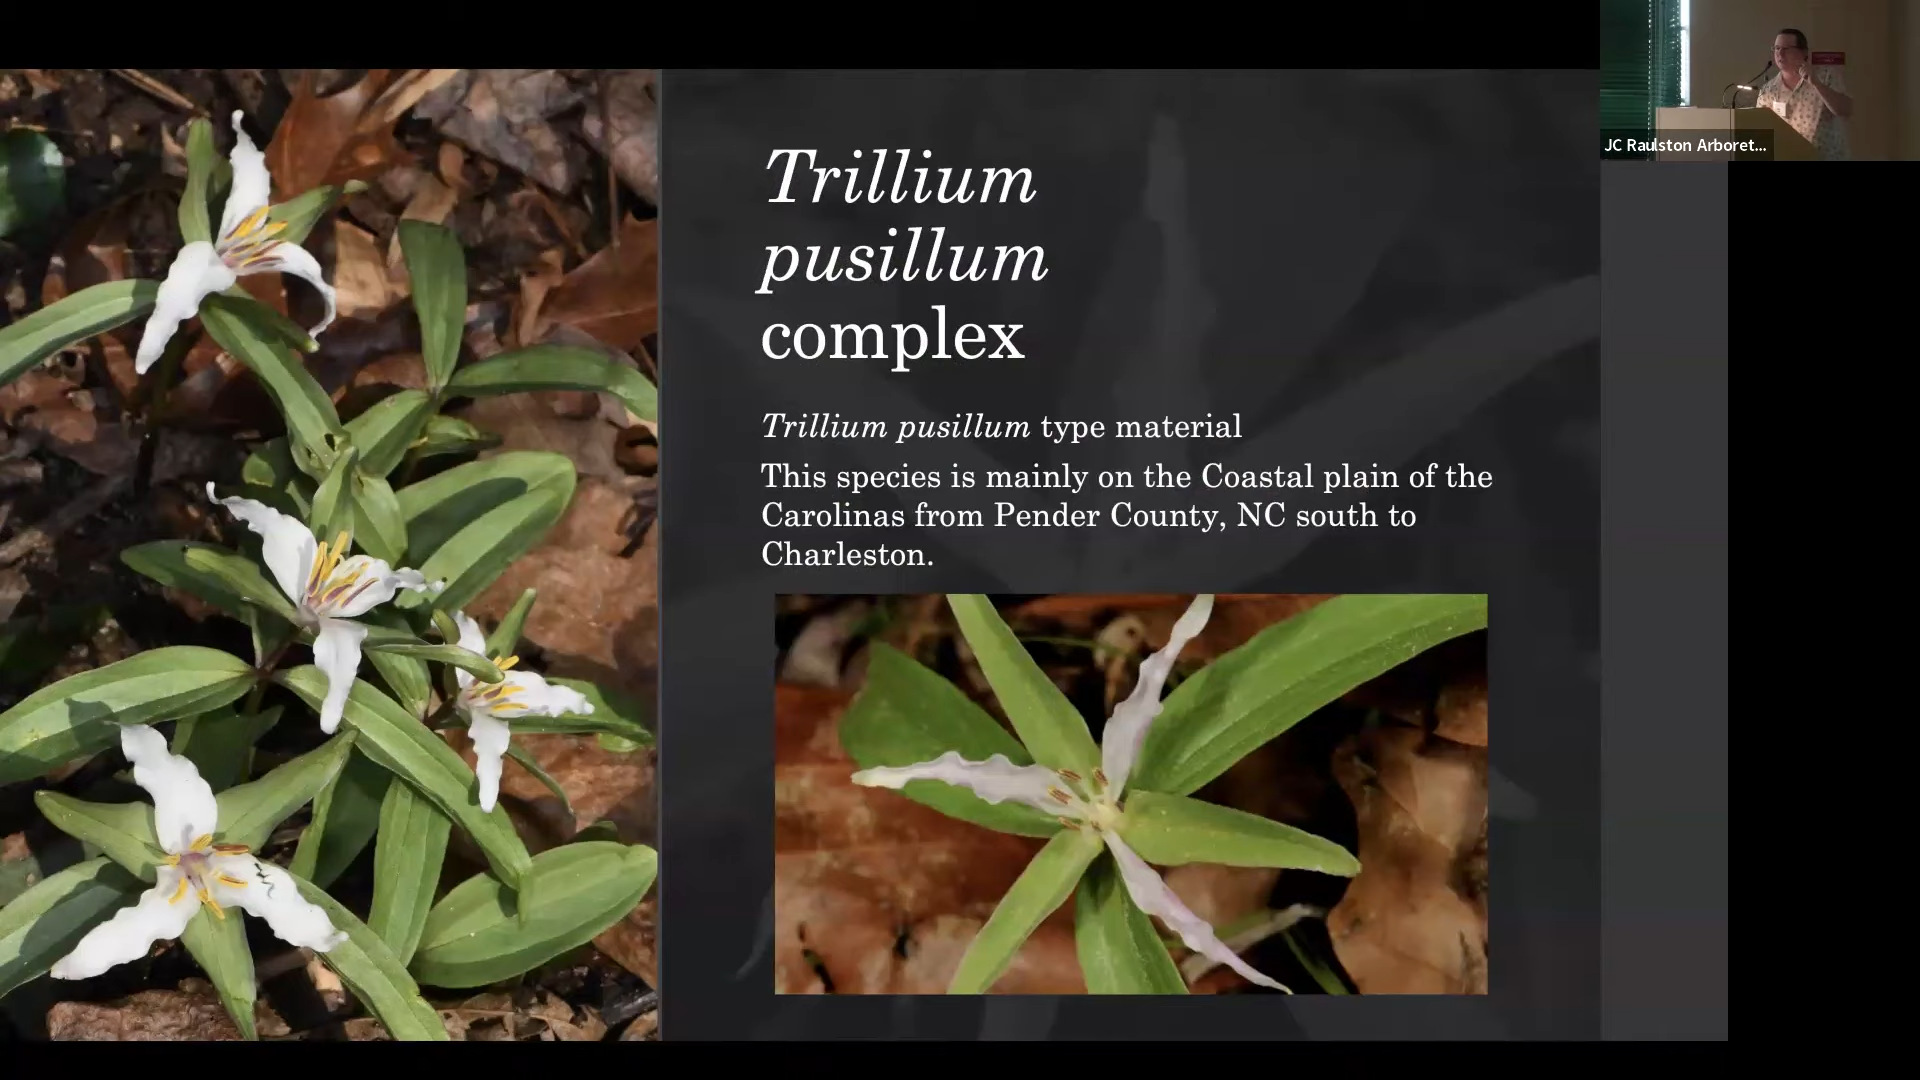 JC Raulston Arboret...
Trillium
pusillum
complex
Trillium pusillum type material
This species is mainly on the Coastal plain of the
Carolinas from Pender County, NC south to
Charleston.